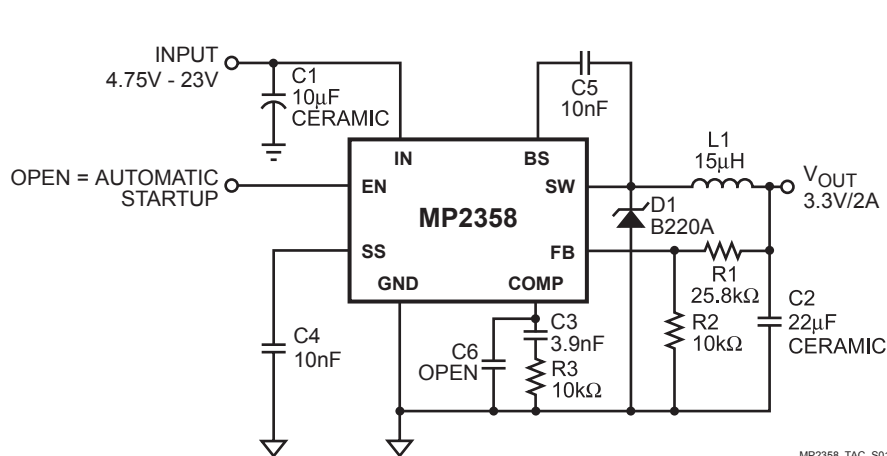 INPUT
4.75V - 23V
C1
10µF
CERAMIC
C5
10nF
L1
15µH
IN
BS
OPEN = AUTOMATIC
STARTUP
EN
SW
VOUT
3.3V/2A
MP2358
D1
B220A
SS
FB
R1
25.8kΩ
GND
COMP
C4
10nF
C6
OPEN
C3
3.9nF
R3
10kΩ
R2
10kΩ
C2
22µF
CERAMIC